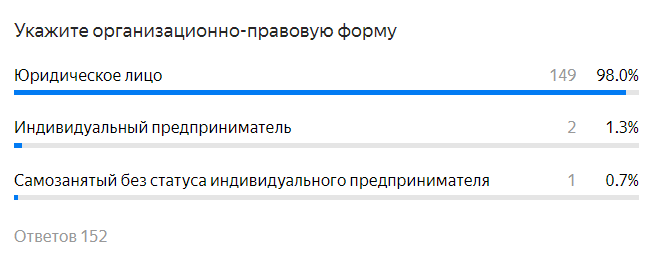 Укажите организационно-правовую форму
Юридическое лицо 149 98.0%
Индивидуальный предприниматель 2 1.3%
Самозанятый без статуса индивидуального предпринимателя 1 0.7%
Ответов 152